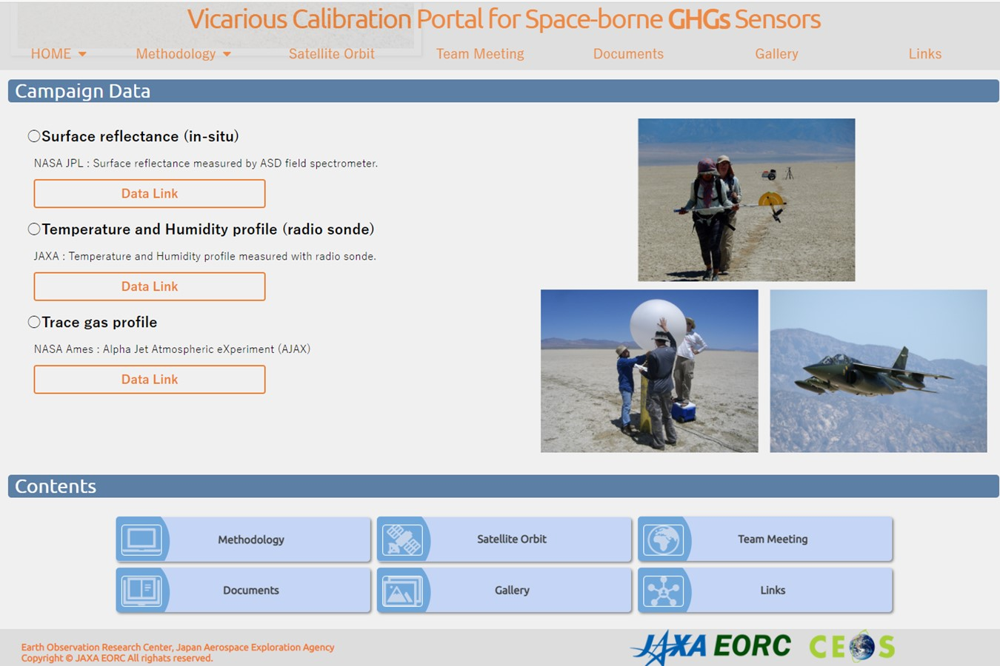 Vicarious Calibration Portal for Space-borne GHGs Sensors
HOME Methodology Satellite Orbit Team Meeting Documents Gallery Links
Campaign Data
○Surface reflectance (in-situ)
NASA JPL : Surface reflectance measured by ASD field spectrometer.
Data Link
○Temperature and Humidity profile (radio sonde)
JAXA : Temperature and Humidity profile measured with radio sonde.
Data Link
○Trace gas profile
NASA Ames : Alpha Jet Atmospheric eXperiment (AJAX)
Data Link
Contents
Methodology Satellite Orbit Team Meeting
Documents Gallery Links
Earth Observation Research Center, Japan Aerospace Exploration Agency
Copyright © JAXA EORC All righats reserved.
JAXA EORC CEOS